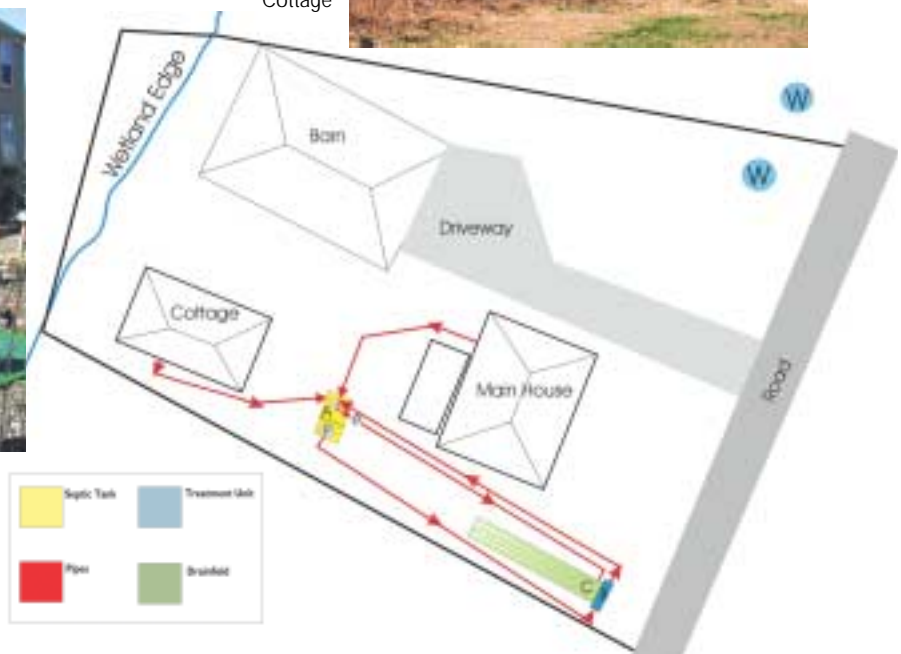 Cottage
Wetland Edge
Barn
W
W
Driveway
Cottage
Main House
Road
A
C
Septic Tank
Treatment Unit
Pipes
Drainfield